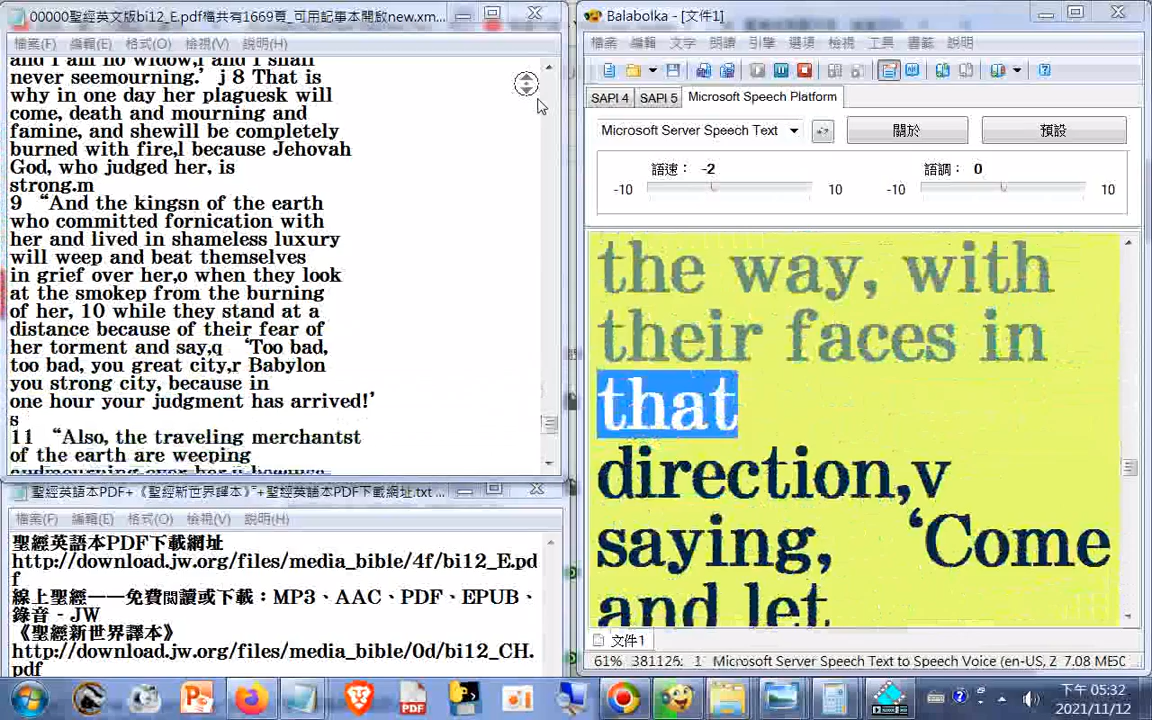 00000聖經英文版bi12_E.pdf檔共有1669頁_可用記事本開啟new.xm...
檔案(F) 編輯(E) 格式(O) 檢視(V) 說明(H)
and I am no widow,i and I shall
never seemourning.’ j 8 That is
why in one day her plaguesk will
come, death and mourning and
famine, and shewill be completely
burned with fire,l because Jehovah
God, who judged her, is
strong.m
9 “And the kingsn of the earth
who committed fornication with
her and lived in shameless luxury
will weep and beat themselves
in grief over her,o when they look
at the smokep from the burning
of her, 10 while they stand at a
distance because of their fear of
her torment and say,q ‘Too bad,
too bad, you great city,r Babylon
you strong city, because in
one hour your judgment has arrived!’
s
11 “Also, the traveling merchantst
of the earth are weeping
andmourning over her,u because
聖經英語本PDF+《聖經新世界譯本》+聖經英語本PDF下載網址.txt ...
檔案(F) 編輯(E) 格式(O) 檢視(V) 說明(H)
聖經英語本PDF下載網址
http://download.jw.org/files/media_bible/4f/bi12_E.pd
f
線上聖經——免費閱讀或下載：MP3、AAC、PDF、EPUB、
錄音 - JW
《聖經新世界譯本》
http://download.jw.org/files/media_bible/0d/bi12_CH.
pdf
Balabolka - [文件1]
檔案 編輯 文字 朗讀 引擎 選項 檢視 工具 書籤 說明
SAPI 4 SAPI 5 Microsoft Speech Platform
Microsoft Server Speech Text 關於 預設
語速： -2 語調： 0
-10 10 -10 10
the way, with
their faces in
that
direction,v
saying, ‘Come
and let
文件1
61% 381125: 1 Microsoft Server Speech Text to Speech Voice (en-US, Z 7.08 ME
下午 05:32
2021/11/12